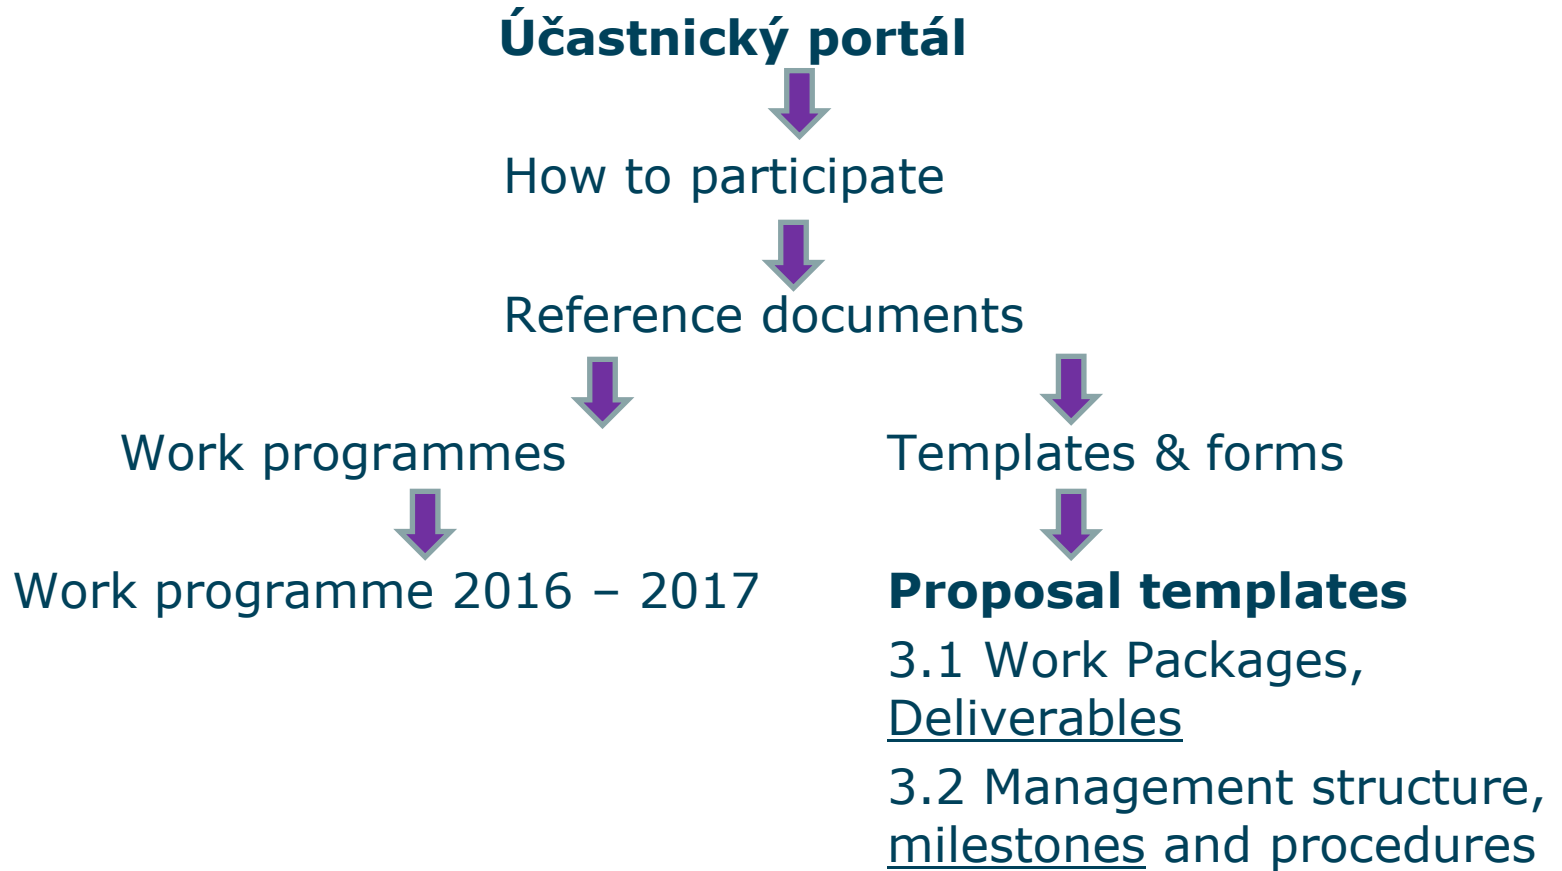 Účastnický portál
How to participate
Reference documents
Work programmes
Templates & forms
Work programme 2016 – 2017
Proposal templates
3.1 Work Packages,
Deliverables
3.2 Management structure,
milestones and procedures